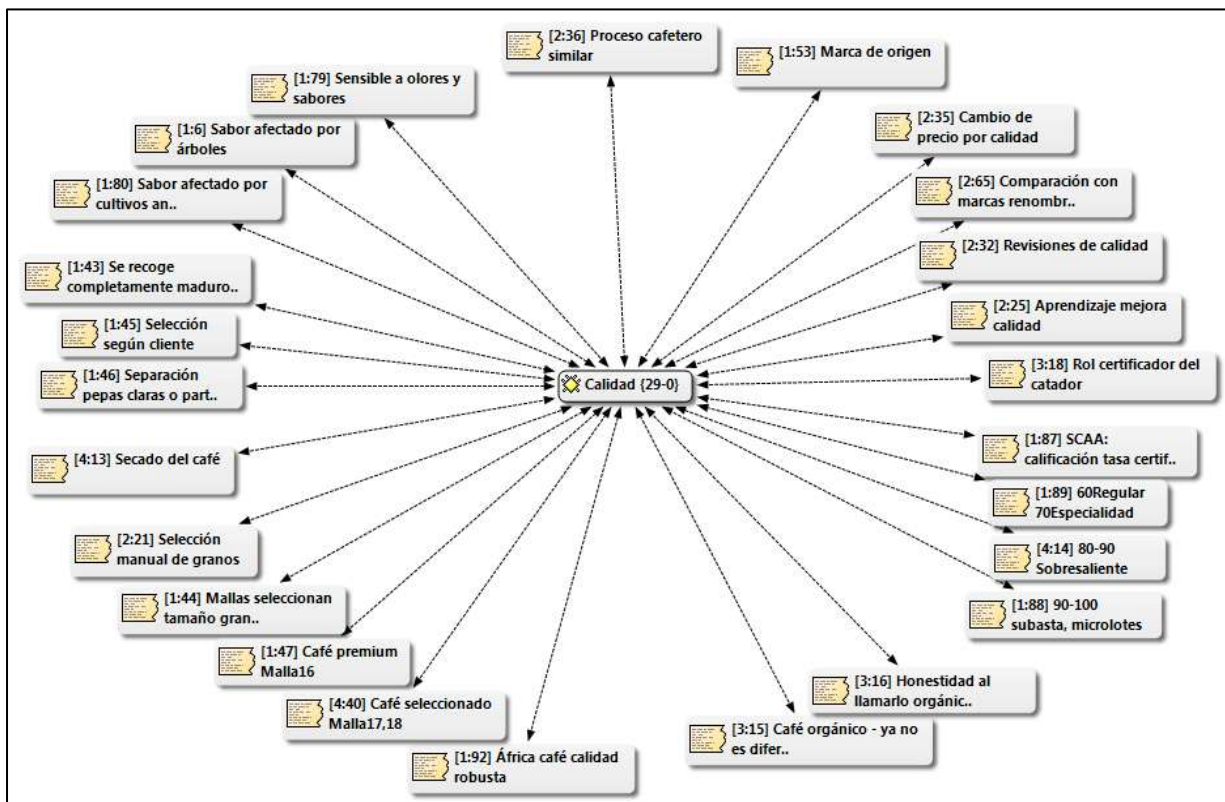 [2:36] Proceso cafetero
similar
[1:53] Marca de origen
[1:79] Sensible a olores y
sabores
[2:35] Cambio de
precio por calidad
[1:6] Sabor afectado por
árboles
[2:65] Comparación con
marcas renombr..
[1:80] Sabor afectado por
cultivos an..
[2:32] Revisiones de calidad
[1:43] Se recoge
completamente maduro..
[2:25] Aprendizaje mejora
calidad
[1:45] Selección
según cliente
[3:18] Rol certificador del
catador
[1:46] Separación
pepas claras o part..
Calidad {29-0}
[4:13] Secado del café
[1:87] SCAA:
calificación tasa certif..
[1:89] 60Regular
70Especialidad
[2:21] Selección
manual de granos
[4:14] 80-90
Sobresaliente
[1:44] Mallas seleccionan
tamaño gran..
[1:88] 90-100
subasta, microlotes
[1:47] Café premium
Malla16
[3:16] Honestidad al
llamarlo orgánic..
[4:40] Café seleccionado
Malla17,18
[3:15] Café orgánico - ya no
es difer..
[1:92] África café calidad
robusta